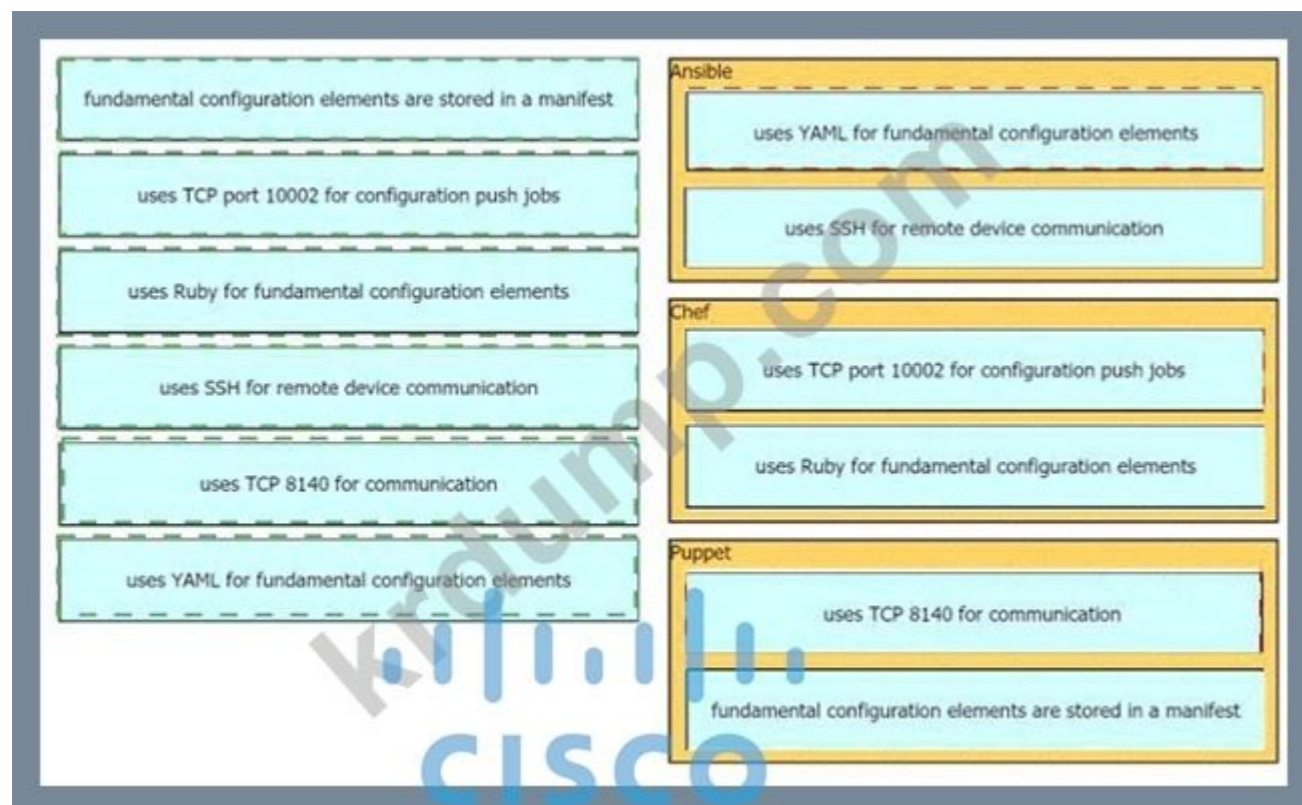 fundamental configuration elements are stored in a manifest
uses TCP port 10002 for configuration push jobs
uses Ruby for fundamental configuration elements
uses SSH for remote device communication
uses TCP 8140 for communication
uses YAML for fundamental configuration elements
Ansible
uses YAML for fundamental configuration elements
uses SSH for remote device communication
Chef
uses TCP port 10002 for configuration push jobs
uses Ruby for fundamental configuration elements
Puppet
uses TCP 8140 for communication
fundamental configuration elements are stored in a manifest
krdump.com
CISCO